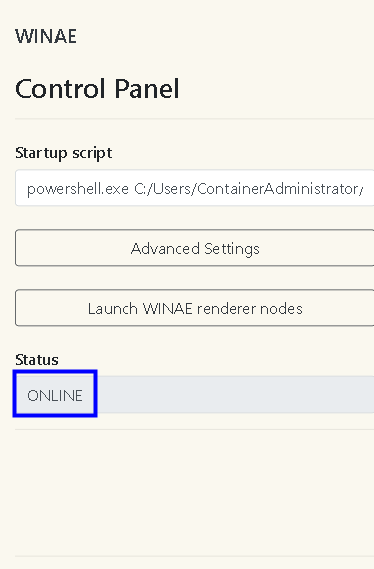 WINAE
Control Panel
Startup script
powershell.exe C:/Users/ContainerAdministrator/
Advanced Settings
Launch WINAE renderer nodes
Status
ONLINE